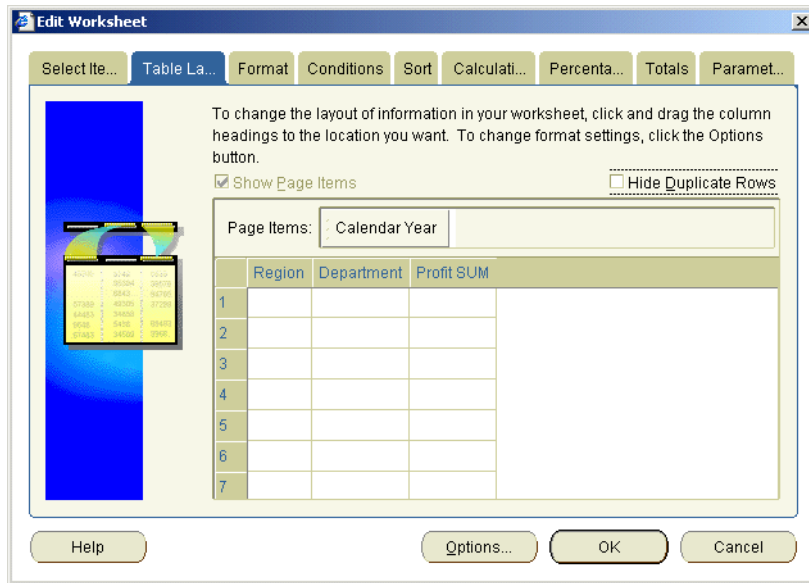 Edit Worksheet
Select Ite... Table La... Format Conditions Sort Calculati... Percenta... Totals Paramet...
To change the layout of information in your worksheet, click and drag the column
headings to the location you want. To change format settings, click the Options
button.
Show Page Items Hide Duplicate Rows
Page Items: Calendar Year
Region Department Profit SUM
1
2
3
4
5
6
7
Help Options... OK Cancel